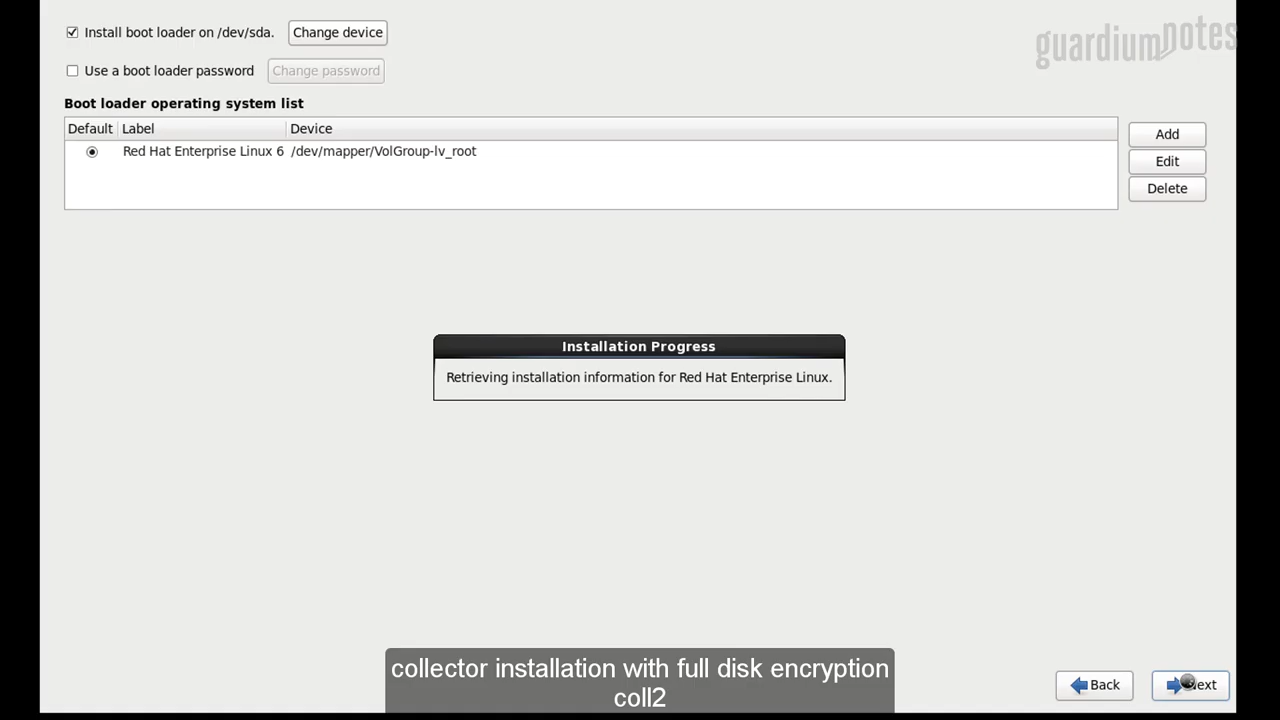 Install boot loader on /dev/sda. Change device
guardiumnotes
Use a boot loader password Change password
Boot loader operating system list
Default Label Device
Red Hat Enterprise Linux 6 /dev/mapper/VolGroup-lv_root
Add
Edit
Delete
Installation Progress
Retrieving installation information for Red Hat Enterprise Linux.
collector installation with full disk encryption
coll2
Back Next